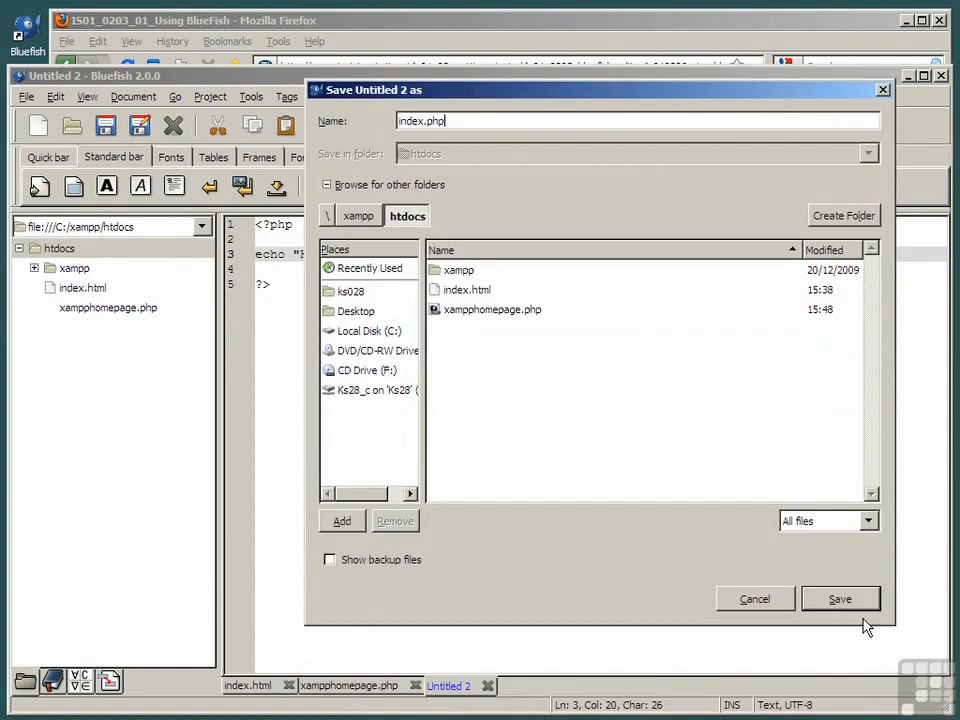 IS01_0203_01_Using BlueFish - Mozilla Firefox
File Edit View History Bookmarks Tools Help
Bluefish
Untitled 2 - Bluefish 2.0.0
File Edit View Document Go Project Tools Tags
Quick bar Standard bar Fonts Tables Frames
file:///C:/xampp/htdocs
htdocs
xampp
index.html
xampphomepage.php
1 <?php
2
3 echo "
4
5 ?>
Save Untitled 2 as
Name: index.php
Save in folder: htdocs
Browse for other folders
\ xampp htdocs Create Folder
Places
Recently Used
ks028
Desktop
Local Disk (C:)
DVD/CD-RW Drive
CD Drive (F:)
Ks28_c on 'Ks28' (
Name Modified
xampp 20/12/2009
index.html 15:38
xampphomepage.php 15:48
Add Remove All files
Show backup files
Cancel Save
index.html xampphomepage.php Untitled 2
Ln: 3, Col: 20, Char: 26 INS Text, UTF-8